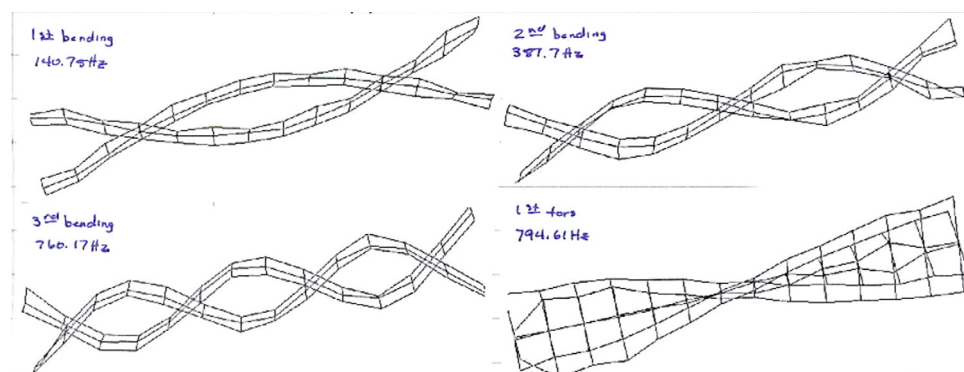 1st bending
140.75Hz
2nd bending
387.7Hz
3rd bending
760.17Hz
1st tors
794.61Hz